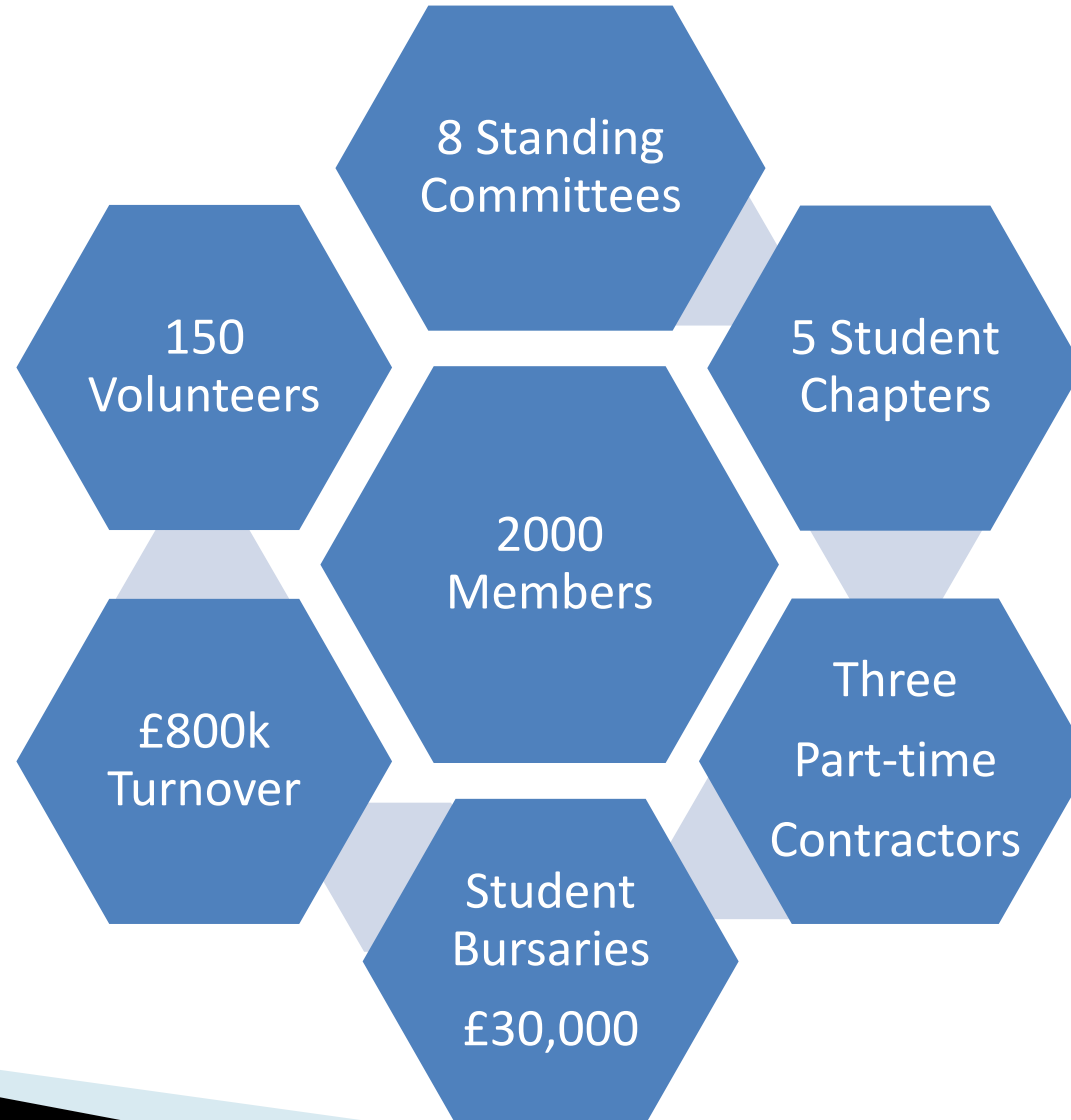 8 Standing
Committees
150
Volunteers
5 Student
Chapters
2000
Members
Three
Part-time
Contractors
£800k
Turnover
Student
Bursaries
£30,000